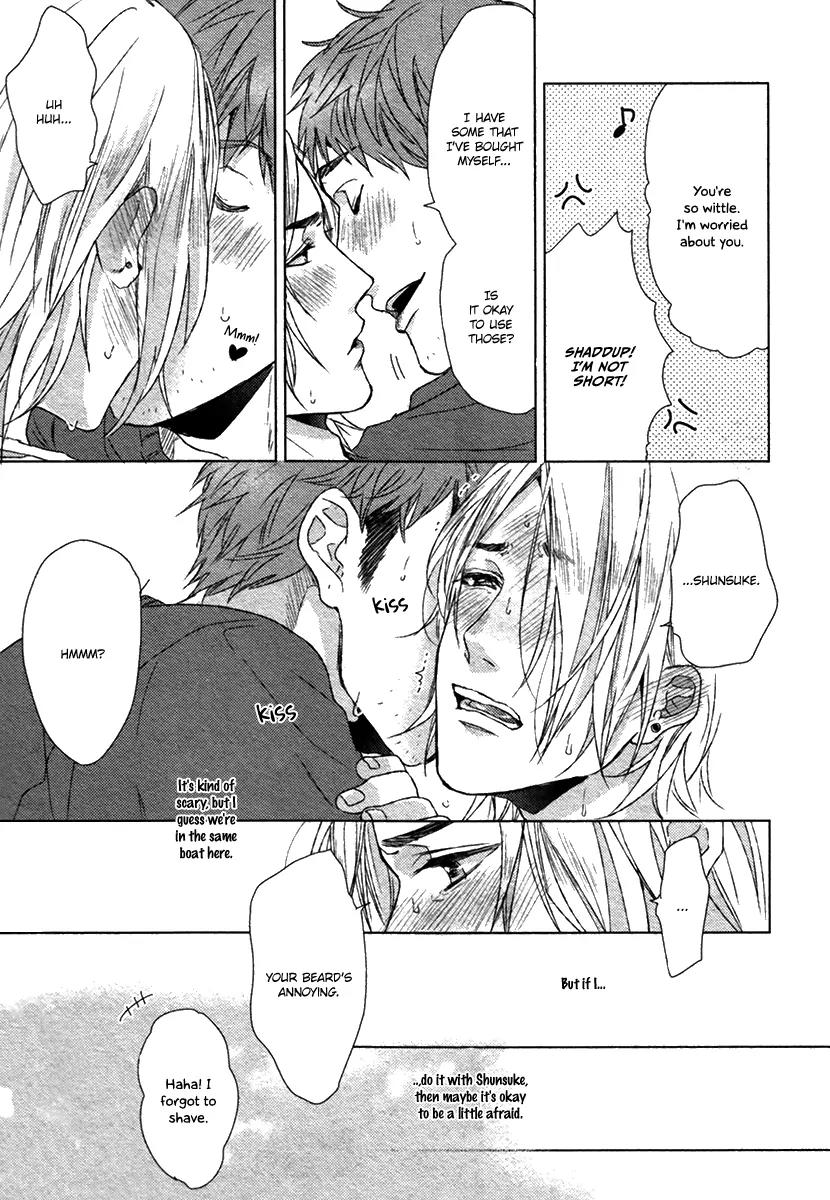 You're
so wittle.
I'm worried
about you.
SHADDUP!
I'M NOT
SHORT!
I HAVE
SOME THAT
I'VE BOUGHT
MYSELF...
IS
IT OKAY
TO USE
THOSE?
UH
HUH...
Mmm!
...SHUNSUKE.
KISS
KISS
HMMM?
It's kind of
scary, but I
guess we're
in the same
boat here.
...
YOUR BEARD'S
ANNOYING.
But if I...
Haha! I
forgot to
shave.
...do it with Shunsuke,
then maybe it's okay
to be a little afraid.